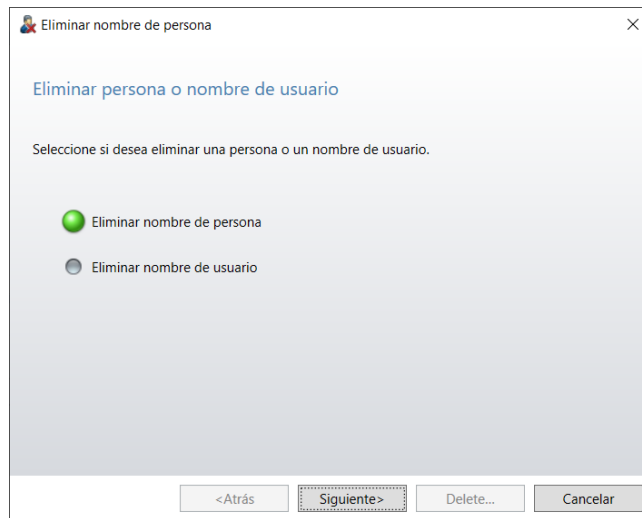 Eliminar nombre de persona
Eliminar persona o nombre de usuario
Seleccione si desea eliminar una persona o un nombre de usuario.
Eliminar nombre de persona
Eliminar nombre de usuario
<Atrás Siguiente> Delete... Cancelar